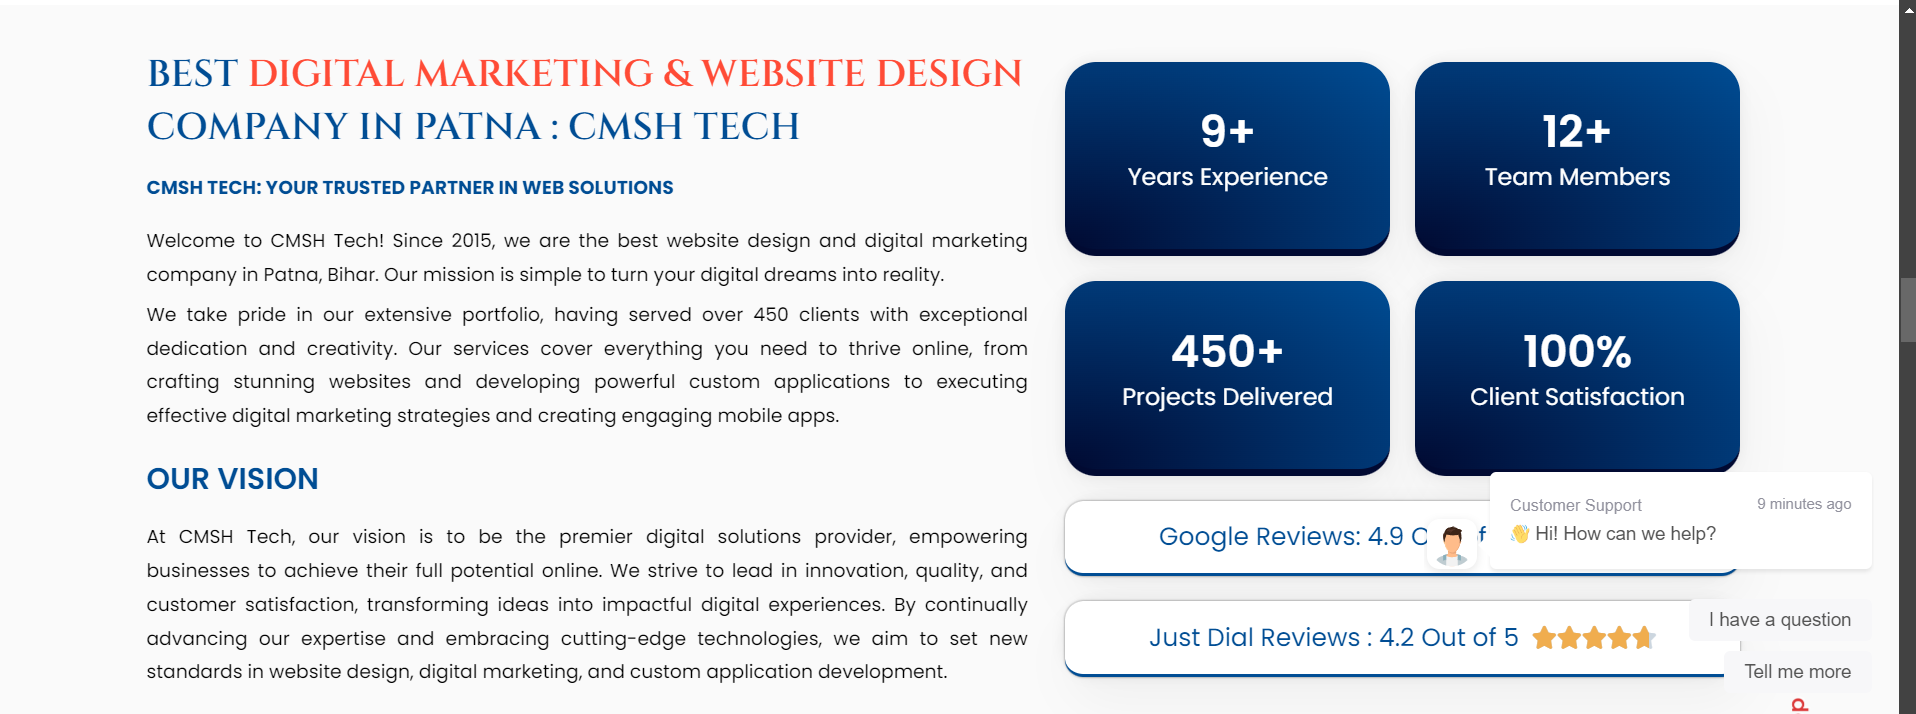 BEST DIGITAL MARKETING & WEBSITE DESIGN
COMPANY IN PATNA : CMSH TECH
CMSH TECH: YOUR TRUSTED PARTNER IN WEB SOLUTIONS
Welcome to CMSH Tech! Since 2015, we are the best website design and digital marketing
company in Patna, Bihar. Our mission is simple to turn your digital dreams into reality.
We take pride in our extensive portfolio, having served over 450 clients with exceptional
dedication and creativity. Our services cover everything you need to thrive online, from
crafting stunning websites and developing powerful custom applications to executing
effective digital marketing strategies and creating engaging mobile apps.
OUR VISION
At CMSH Tech, our vision is to be the premier digital solutions provider, empowering
businesses to achieve their full potential online. We strive to lead in innovation, quality, and
customer satisfaction, transforming ideas into impactful digital experiences. By continually
advancing our expertise and embracing cutting-edge technologies, we aim to set new
standards in website design, digital marketing, and custom application development.
9+
Years Experience
12+
Team Members
450+
Projects Delivered
100%
Client Satisfaction
Google Reviews: 4.9
Just Dial Reviews : 4.2 Out of 5
Customer Support
9 minutes ago
👋 Hi! How can we help?
I have a question
Tell me more